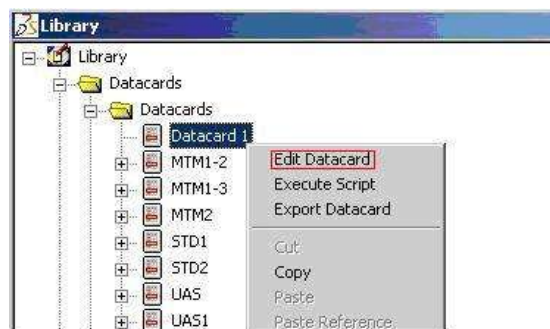 Library
Library
Datacards
Datacards
Datacard 1
MTM1-2
MTM1-3
MTM2
STD1
STD2
UAS
UAS1
Edit Datacard
Execute Script
Export Datacard
Cut
Copy
Paste
Paste Reference